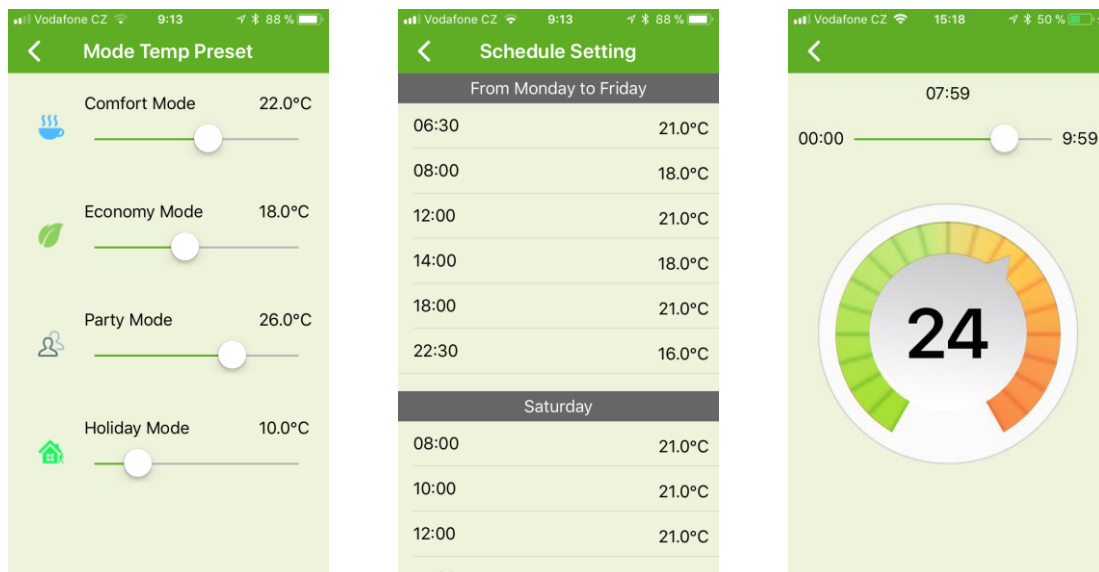 Vodafone CZ 9:13 88 %
Mode Temp Preset
Comfort Mode 22.0°C
Economy Mode 18.0°C
Party Mode 26.0°C
Holiday Mode 10.0°C
Vodafone CZ 9:13 88 %
Schedule Setting
From Monday to Friday
06:30 21.0°C
08:00 18.0°C
12:00 21.0°C
14:00 18.0°C
18:00 21.0°C
22:30 16.0°C
Saturday
08:00 21.0°C
10:00 21.0°C
12:00 21.0°C
Vodafone CZ 15:18 50 %
07:59
00:00 9:59
24